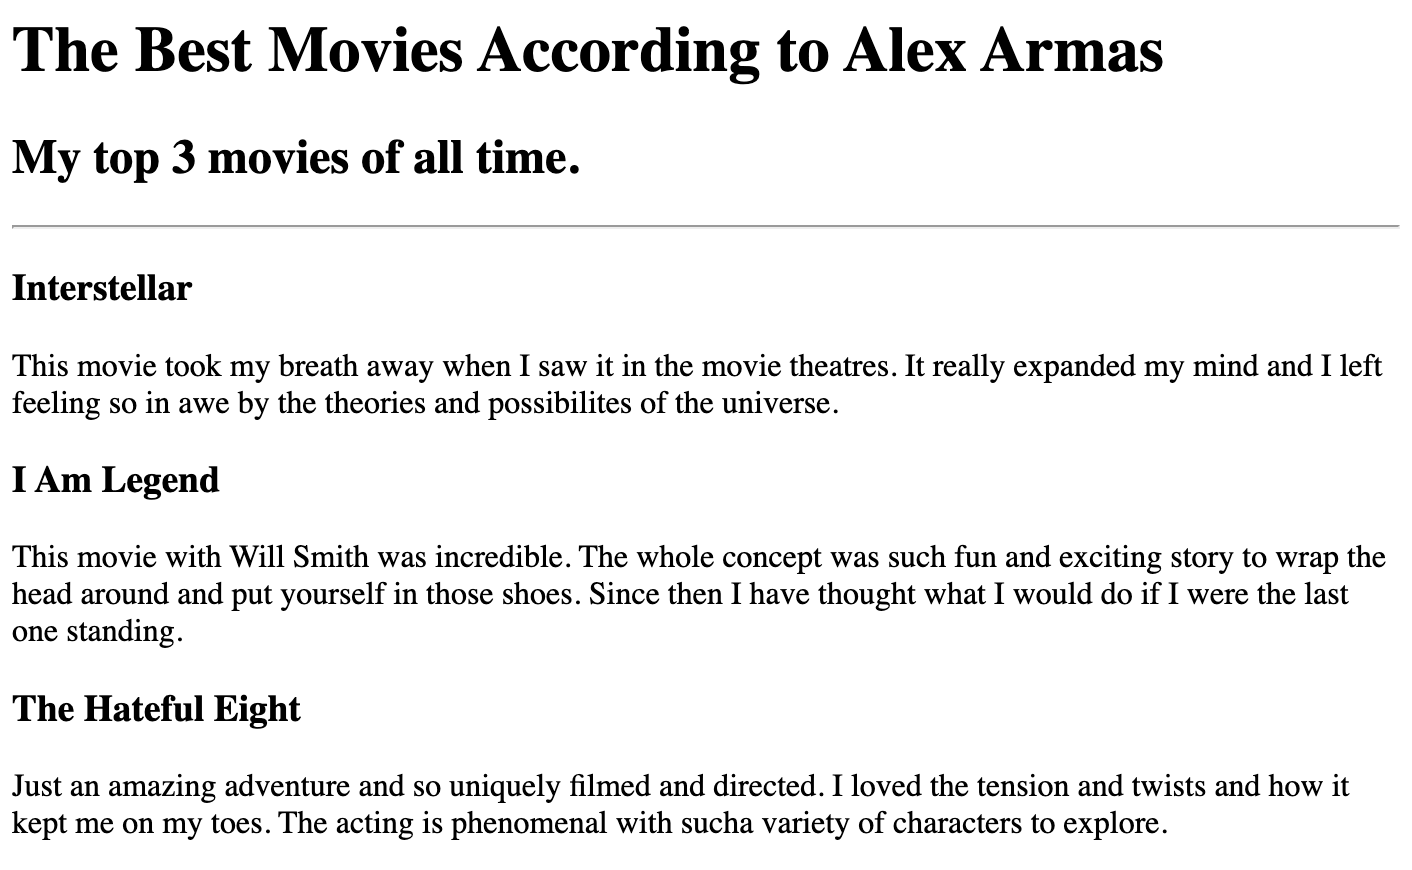 The Best Movies According to Alex Armas
My top 3 movies of all time.
Interstellar
This movie took my breath away when I saw it in the movie theatres. It really expanded my mind and I left
feeling so in awe by the theories and possibilites of the universe.
I Am Legend
This movie with Will Smith was incredible. The whole concept was such fun and exciting story to wrap the
head around and put yourself in those shoes. Since then I have thought what I would do if I were the last
one standing.
The Hateful Eight
Just an amazing adventure and so uniquely filmed and directed. I loved the tension and twists and how it
kept me on my toes. The acting is phenomenal with sucha variety of characters to explore.